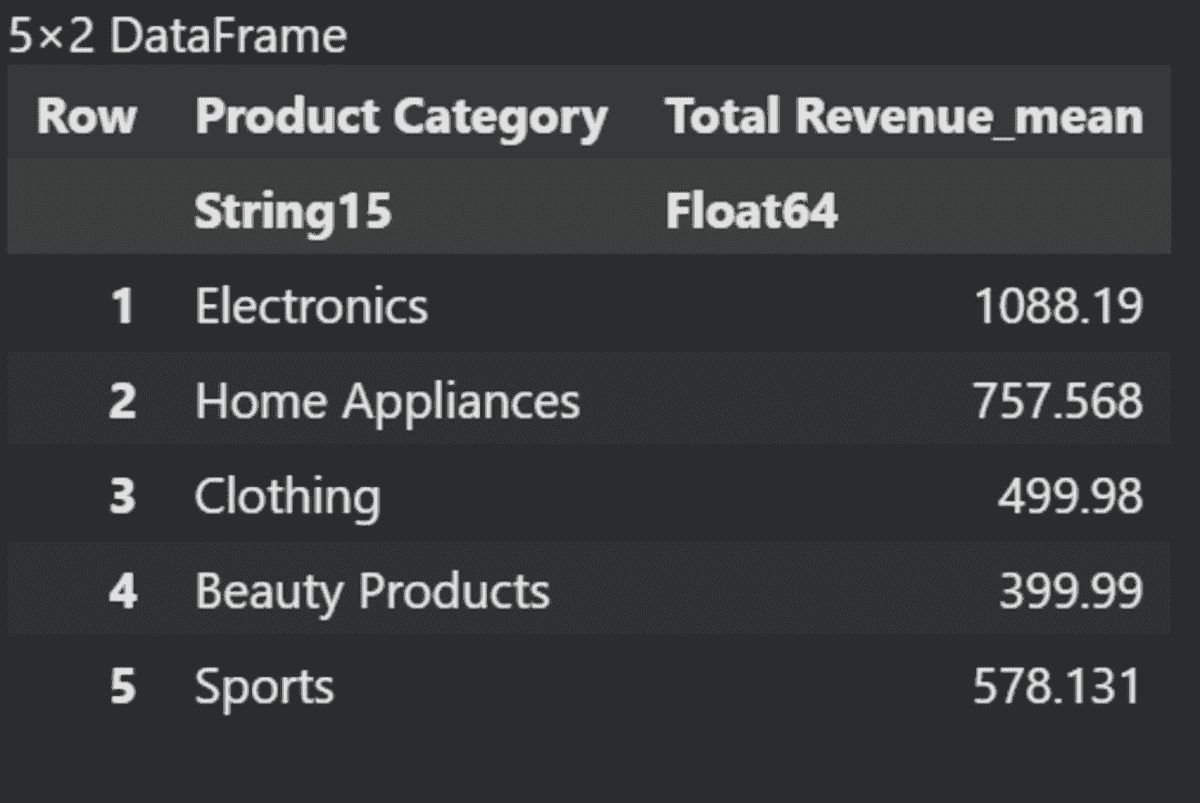 5×2 DataFrame
Row Product Category Total Revenue_mean
String15 Float64
1 Electronics 1088.19
2 Home Appliances 757.568
3 Clothing 499.98
4 Beauty Products 399.99
5 Sports 578.131